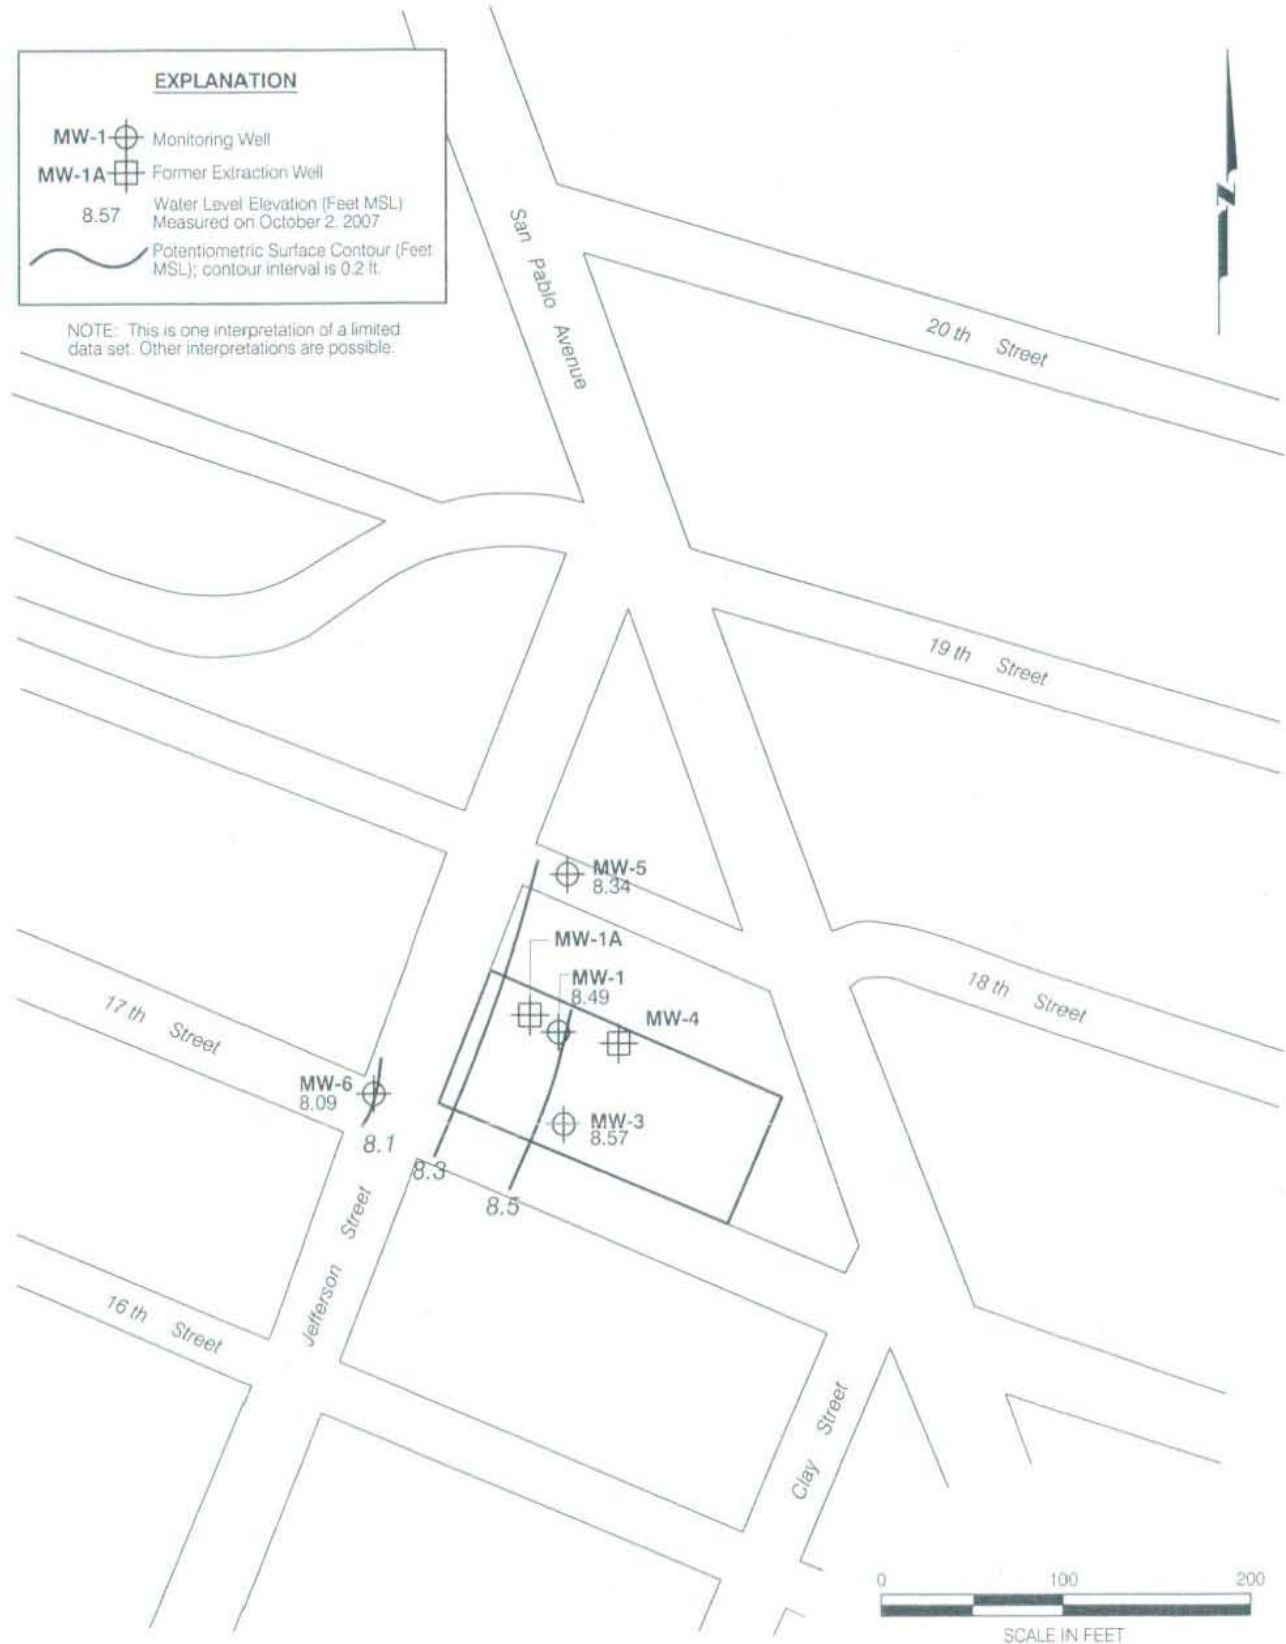 EXPLANATION
MW-1 Monitoring Well
MW-1A Former Extraction Well
8.57 Water Level Elevation (Feet MSL)
Measured on October 2, 2007
Potentiometric Surface Contour (Feet
MSL); contour interval is 0.2 ft.
NOTE: This is one interpretation of a limited
data set. Other interpretations are possible.
N
San Pablo Avenue
20 th Street
19 th Street
MW-5
8.34
MW-1A
MW-1
8.49
MW-4
18 th Street
17 th Street
MW-6
8.09
MW-3
8.57
8.1
8.3
8.5
Jefferson Street
16 th Street
Clay Street
0 100 200
SCALE IN FEET